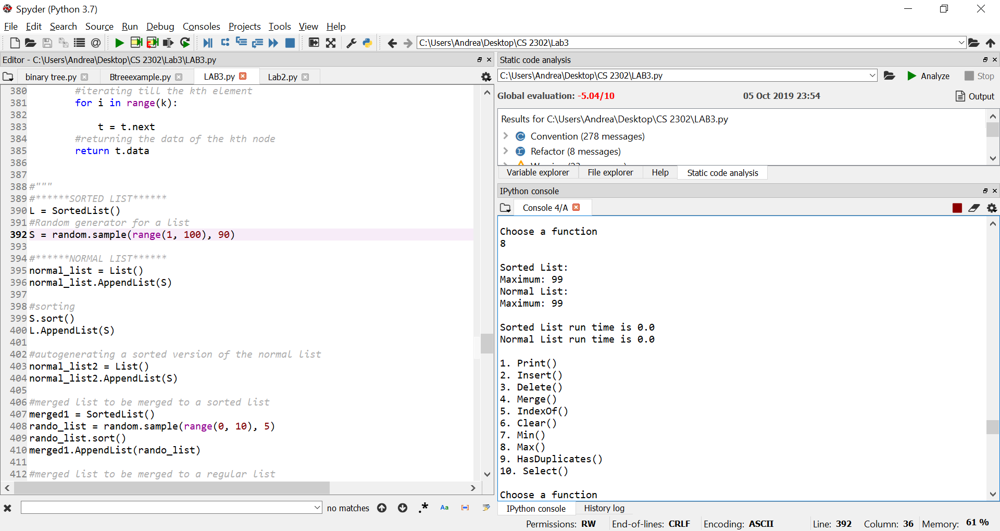 Spyder (Python 3.7)
File Edit Search Source Run Debug Consoles Projects Tools View Help
C:\Users\Andrea\Desktop\CS 2302\Lab3
Editor - C:\Users\Andrea\Desktop\CS 2302\Lab3\LAB3.py
binary tree.py Btreeexample.py LAB3.py Lab2.py
380 #iterating till the kth element
381 for i in range(k):
382
383 t = t.next
384 #returning the data of the kth node
385 return t.data
386
387
388 #"""
389 #******SORTED LIST******
390 L = SortedList()
391 #Random generator for a list
392 S = random.sample(range(1, 100), 90)
393
394 #******NORMAL LIST******
395 normal_list = List()
396 normal_list.AppendList(S)
397
398 #sorting
399 S.sort()
400 L.AppendList(S)
401
402 #autogenerating a sorted version of the normal list
403 normal_list2 = List()
404 normal_list2.AppendList(S)
405
406 #merged list to be merged to a sorted list
407 merged1 = SortedList()
408 rando_list = random.sample(range(0, 10), 5)
409 rando_list.sort()
410 merged1.AppendList(rando_list)
411
412 #merged list to be merged to a regular list
no matches
.* Aa
Static code analysis
C:\Users\Andrea\Desktop\CS 2302\LAB3.py Analyze Stop
Global evaluation: -5.04/10 05 Oct 2019 23:54 Output
Results for C:\Users\Andrea\Desktop\CS 2302\LAB3.py
Convention (278 messages)
Refactor (8 messages)
Variable explorer File explorer Help Static code analysis
IPython console
Console 4/A
Choose a function
8
Sorted List:
Maximum: 99
Normal List:
Maximum: 99
Sorted List run time is 0.0
Normal List run time is 0.0
1. Print()
2. Insert()
3. Delete()
4. Merge()
5. IndexOf()
6. Clear()
7. Min()
8. Max()
9. HasDuplicates()
10. Select()
Choose a function
IPython console History log
Permissions: RW End-of-lines: CRLF Encoding: ASCII Line: 392 Column: 36 Memory: 61 %